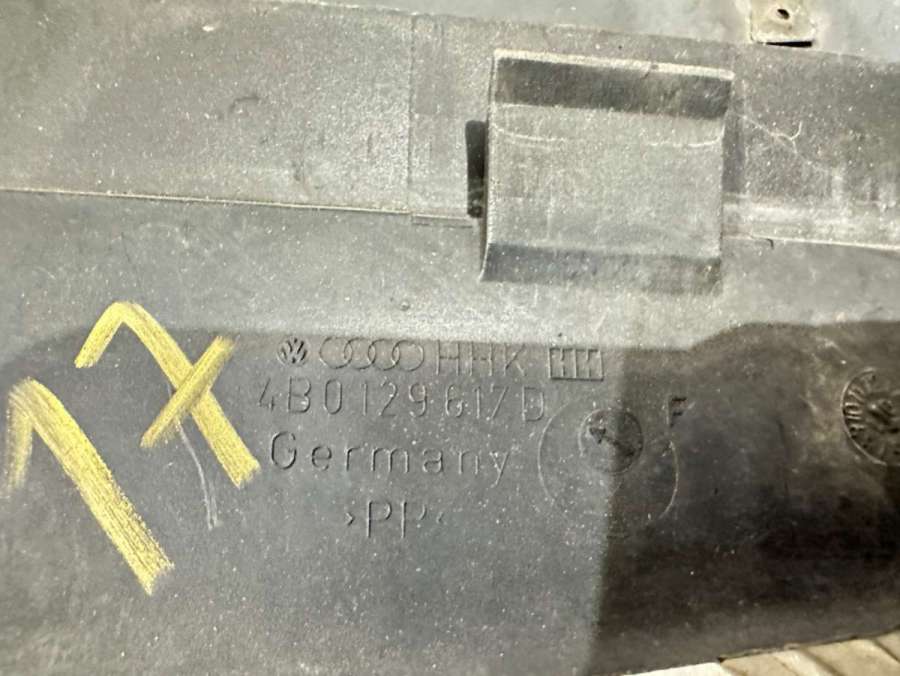 17
HHK
4B0129617D
F
Germany
>PP<